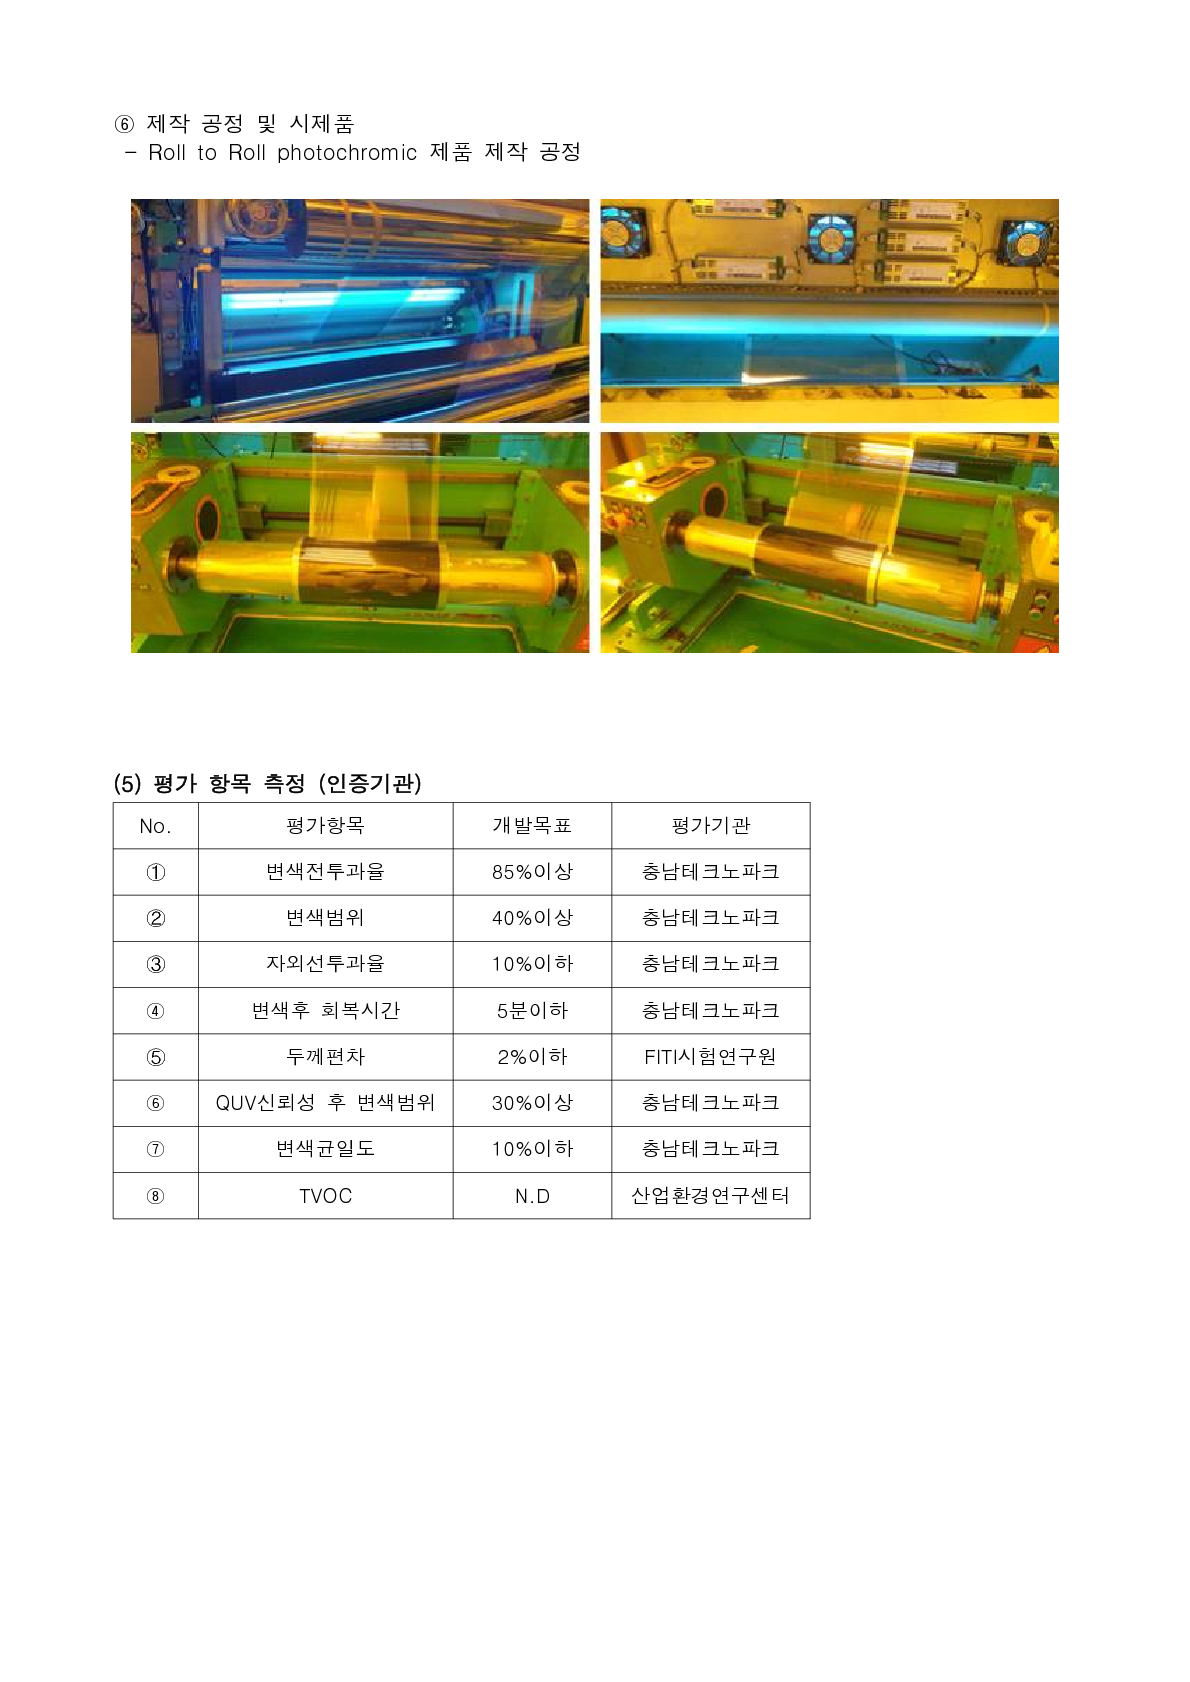 ⑥ 제작 공정 및 시제품
- Roll to Roll photochromic 제품 제작 공정
(5) 평가 항목 측정 (인증기관)
No. 평가항목 개발목표 평가기관
① 변색전투과율 85%이상 충남테크노파크
② 변색범위 40%이상 충남테크노파크
③ 자외선투과율 10%이하 충남테크노파크
④ 변색후 회복시간 5분이하 충남테크노파크
⑤ 두께편차 2%이하 FITI시험연구원
⑥ QUV신뢰성 후 변색범위 30%이상 충남테크노파크
⑦ 변색균일도 10%이하 충남테크노파크
⑧ TVOC N.D 산업환경연구센터